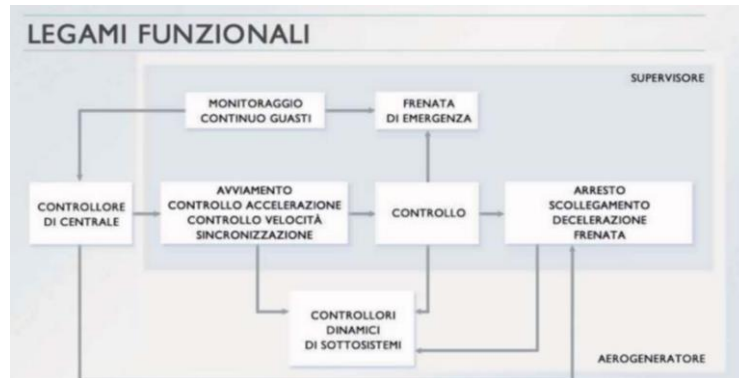 LEGAMI FUNZIONALI
SUPERVISORE
MONITORAGGIO
CONTINUO GUASTI
FRENATA
DI EMERGENZA
CONTROLLORE
DI CENTRALE
AVVIAMENTO
CONTROLLO ACCELERAZIONE
CONTROLLO VELOCITÀ
SINCRONIZZAZIONE
CONTROLLO
ARRESTO
SCOLLEGAMENTO
DECELERAZIONE
FRENATA
CONTROLLORI
DINAMICI
DI SOTTOSISTEMI
AEROGENERATORE